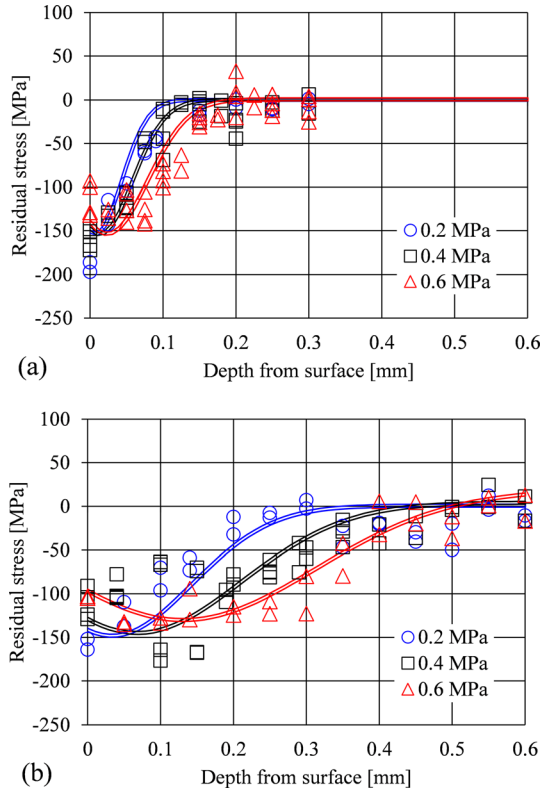 100
50
0
-50
-100
-150
-200
-250
Residual stress [MPa]
0.2 MPa
0.4 MPa
0.6 MPa
0 0.1 0.2 0.3 0.4 0.5 0.6
(a) Depth from surface [mm]
100
50
0
-50
-100
-150
-200
-250
Residual stress [MPa]
0.2 MPa
0.4 MPa
0.6 MPa
0 0.1 0.2 0.3 0.4 0.5 0.6
(b) Depth from surface [mm]